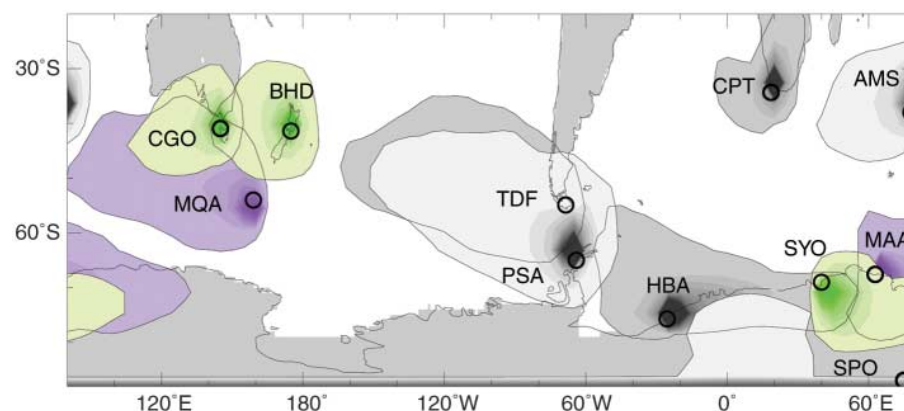 30˚S
60˚S
BHD
CPT
AMS
CGO
MQA
TDF
SYO
MAA
PSA
HBA
SPO
120˚E
180˚
120˚W
60˚W
0˚
60˚E